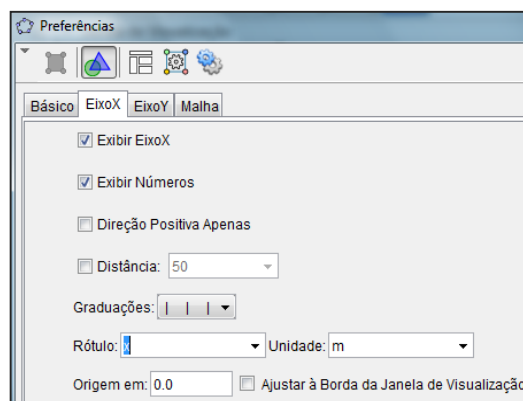 Preferências
Básico EixoX EixoY Malha
Exibir EixoX
Exibir Números
Direção Positiva Apenas
Distância: 50
Graduações:
Rótulo: x Unidade: m
Origem em: 0.0 Ajustar à Borda da Janela de Visualização